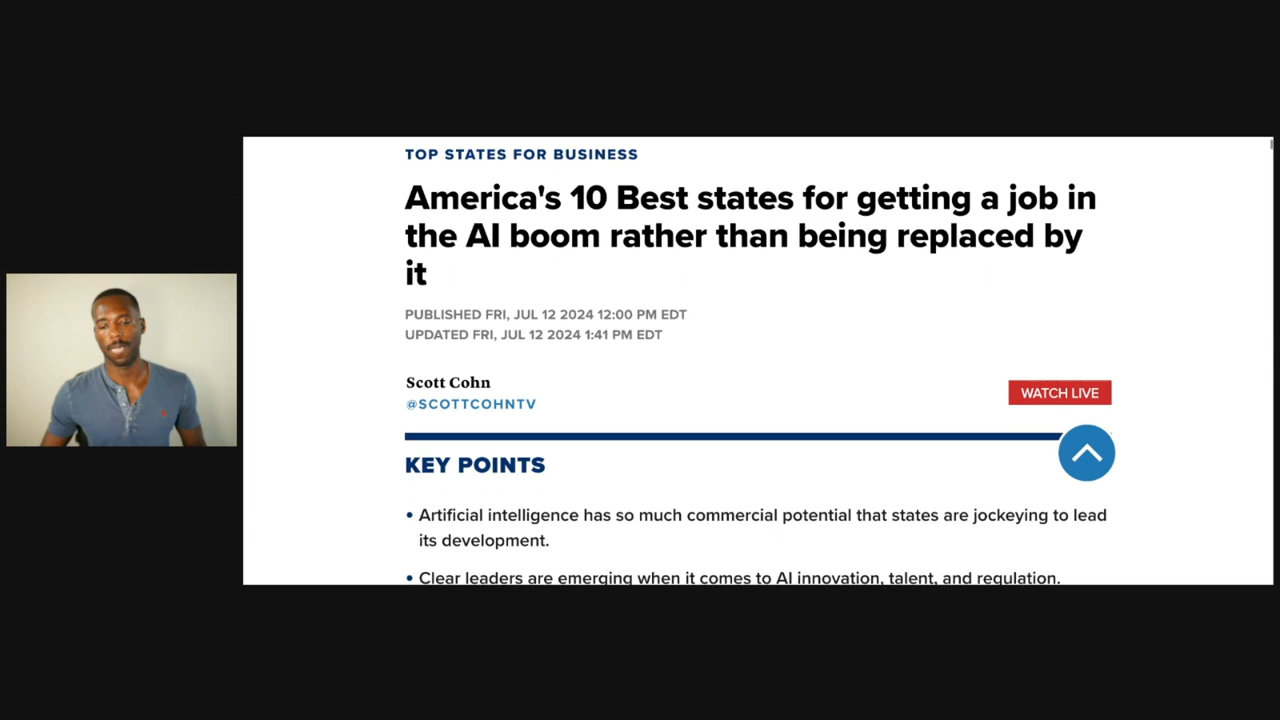 TOP STATES FOR BUSINESS
America's 10 Best states for getting a job in
the AI boom rather than being replaced by
it
PUBLISHED FRI, JUL 12 2024 12:00 PM EDT
UPDATED FRI, JUL 12 2024 1:41 PM EDT
Scott Cohn
@SCOTTCOHNTV
WATCH LIVE
KEY POINTS
• Artificial intelligence has so much commercial potential that states are jockeying to lead
its development.
• Clear leaders are emerging when it comes to AI innovation, talent, and regulation.